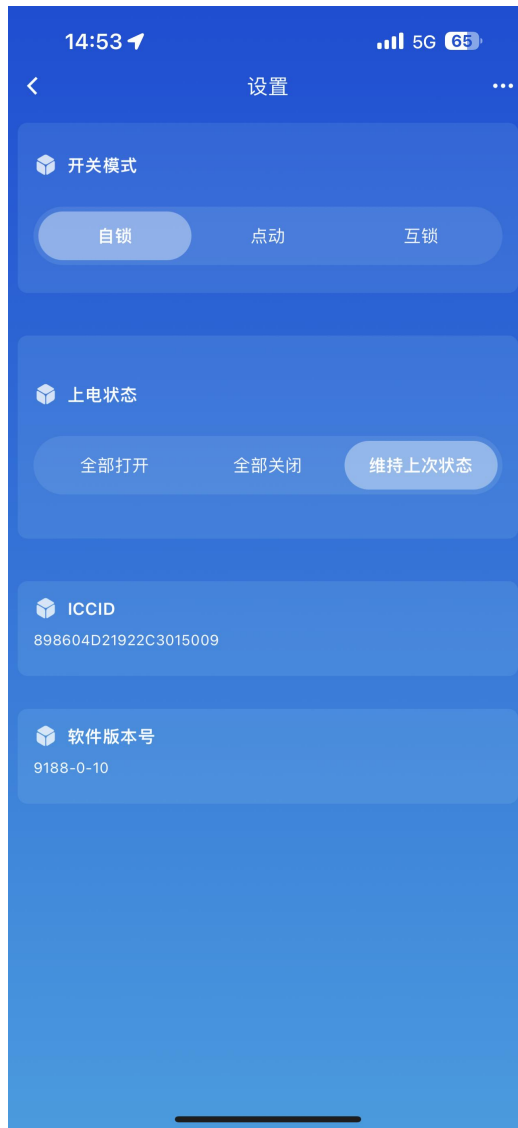 14:53 5G 65
设置
开关模式
自锁 点动 互锁
上电状态
全部打开 全部关闭 维持上次状态
ICCID
898604D21922C3015009
软件版本号
9188-0-10